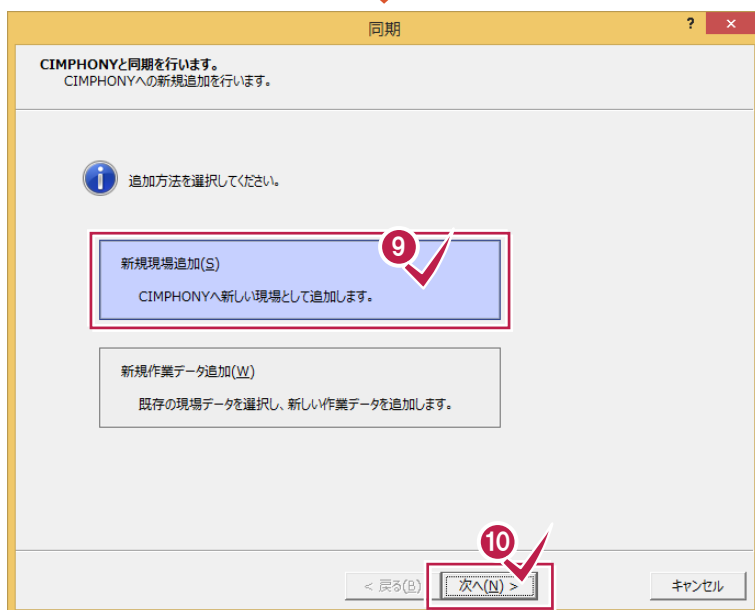 同期
? ×
CIMPHONYと同期を行います。
CIMPHONYへの新規追加を行います。
i 追加方法を選択してください。
9
新規現場追加(S)
CIMPHONYへ新しい現場として追加します。
新規作業データ追加(W)
既存の現場データを選択し、新しい作業データを追加します。
10
< 戻る(B) 次へ(N) > キャンセル